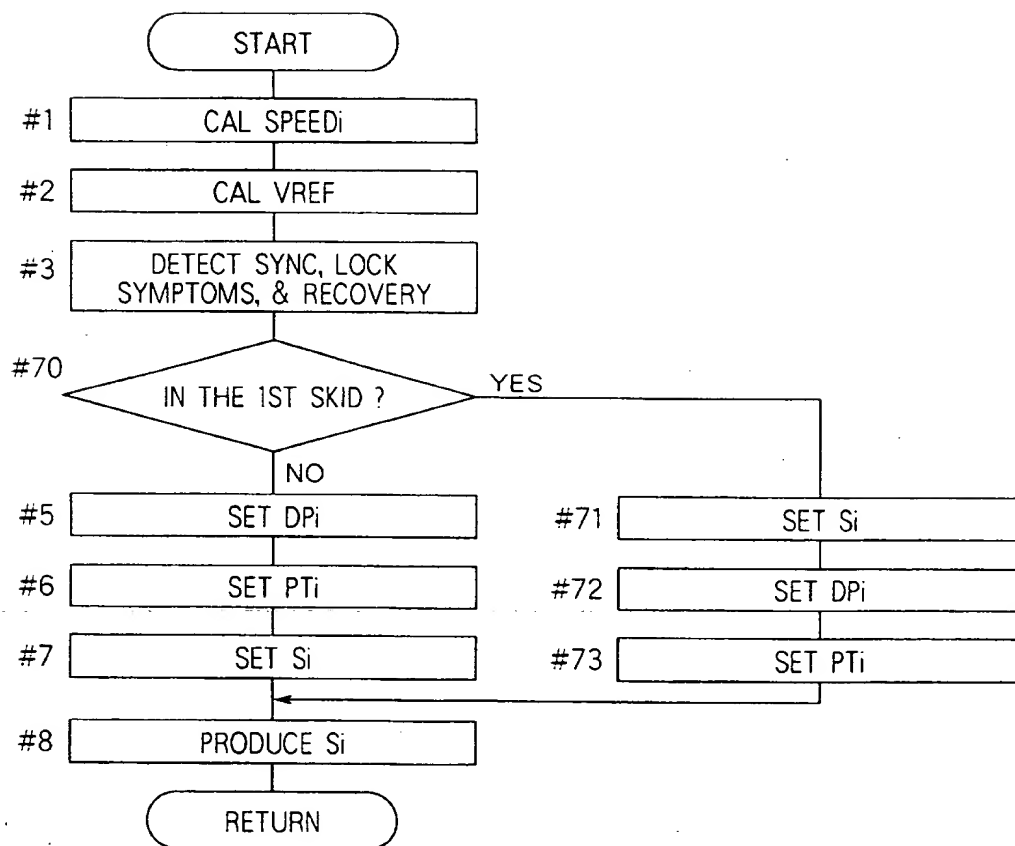 START
#1 CAL SPEEDi
#2 CAL VREF
#3 DETECT SYNC, LOCK
SYMPTOMS, & RECOVERY
#70 IN THE 1ST SKID ?
YES
NO
#5 SET DPi
#6 SET PTi
#7 SET Si
#71 SET Si
#72 SET DPi
#73 SET PTi
#8 PRODUCE Si
RETURN